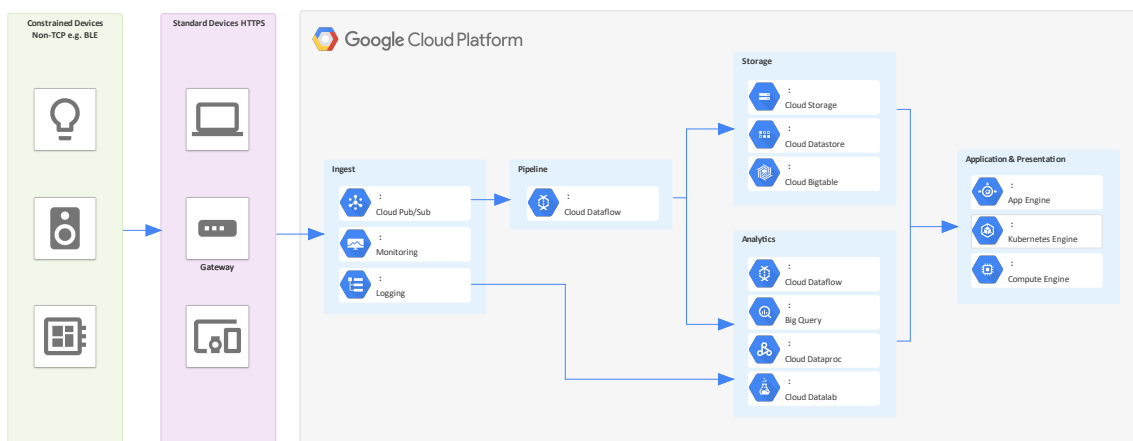 Constrained Devices
Non-TCP e.g. BLE
Standard Devices HTTPS
Gateway
Google Cloud Platform
Ingest
:
Cloud Pub/Sub
:
Monitoring
:
Logging
Pipeline
:
Cloud Dataflow
Storage
:
Cloud Storage
:
Cloud Datastore
:
Cloud Bigtable
Analytics
:
Cloud Dataflow
:
Big Query
:
Cloud Dataproc
:
Cloud Datalab
Application & Presentation
:
App Engine
:
Kubernetes Engine
:
Compute Engine